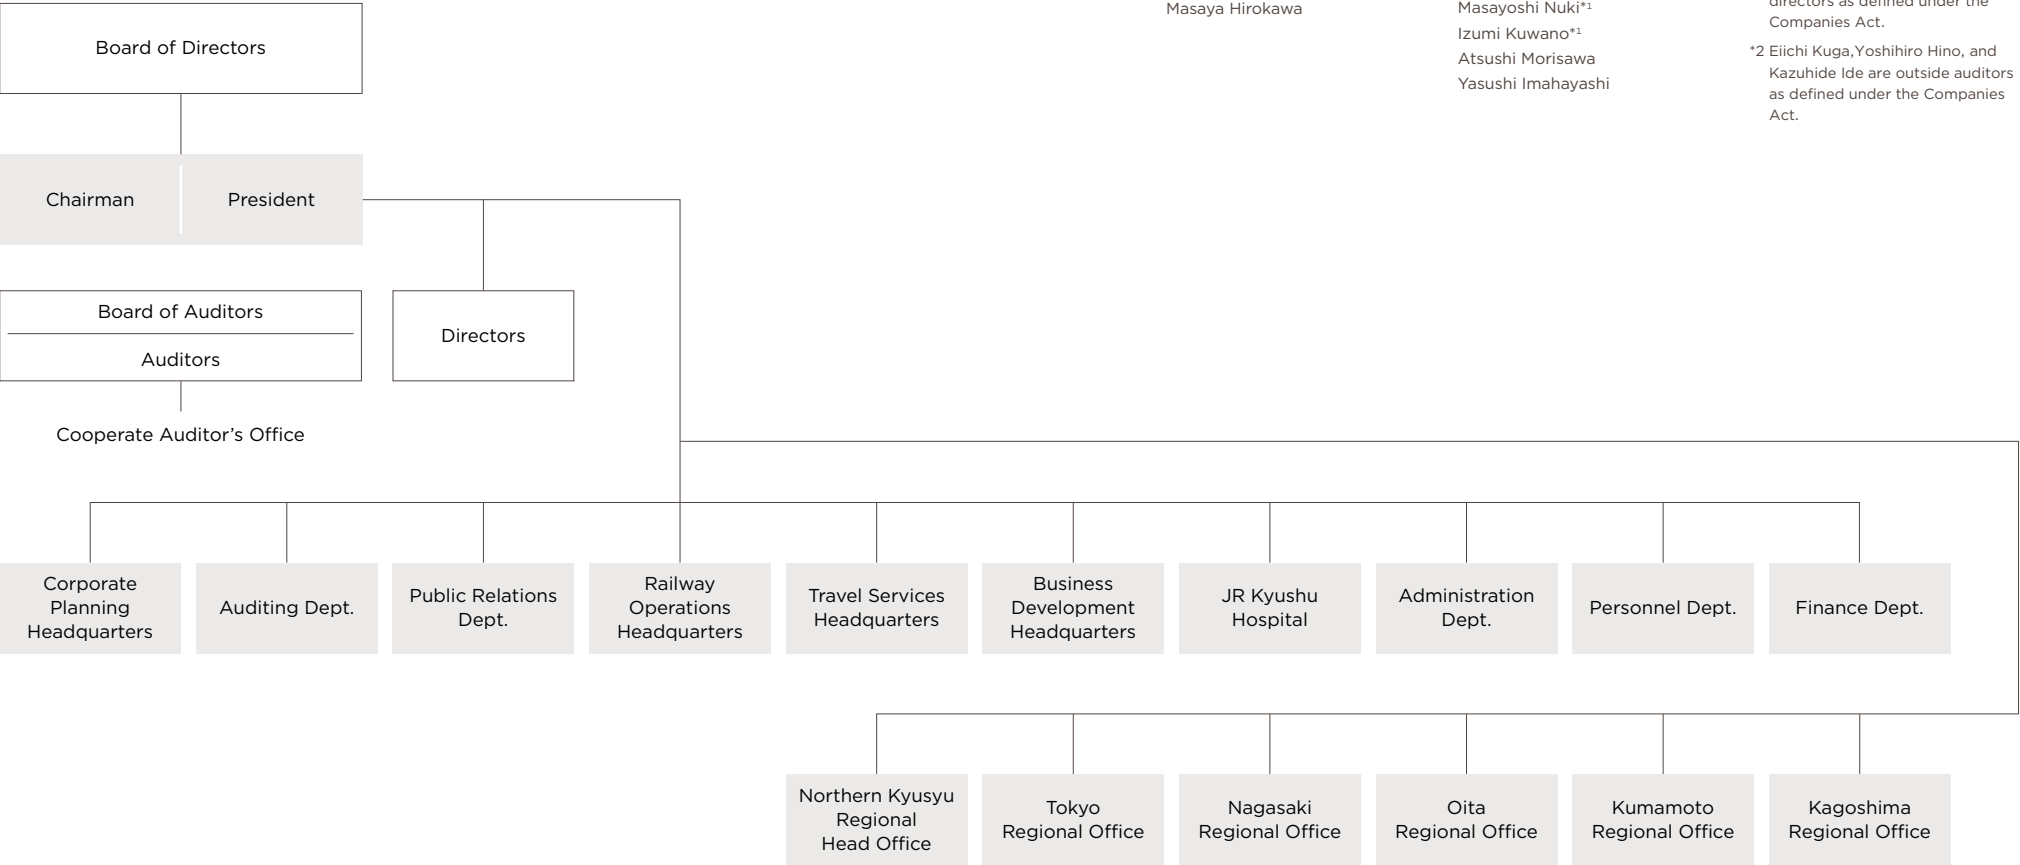 Masaya Hirokawa
Masayoshi Nuki*1
Izumi Kuwano*1
Atsushi Morisawa
Yasushi Imahayashi
directors as defined under the
Companies Act.
*2 Eiichi Kuga,Yoshihiro Hino, and
Kazuhide Ide are outside auditors
as defined under the Companies
Act.
Board of Directors
Chairman
President
Board of Auditors
Auditors
Directors
Cooperate Auditor’s Office
Corporate
Planning
Headquarters
Auditing Dept.
Public Relations
Dept.
Railway
Operations
Headquarters
Travel Services
Headquarters
Business
Development
Headquarters
JR Kyushu
Hospital
Administration
Dept.
Personnel Dept.
Finance Dept.
Northern Kyusyu
Regional
Head Office
Tokyo
Regional Office
Nagasaki
Regional Office
Oita
Regional Office
Kumamoto
Regional Office
Kagoshima
Regional Office